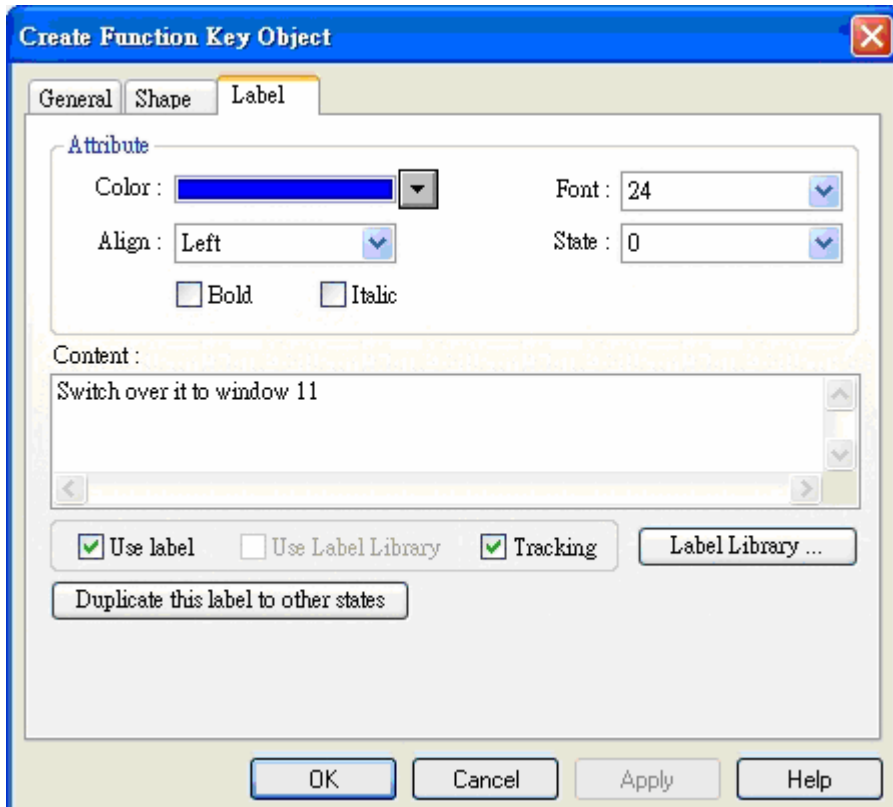 Create Function Key Object
General Shape Label
Attribute
Color : Font : 24
Align : Left State : 0
Bold Italic
Content :
Switch over it to window 11
Use label Use Label Library Tracking Label Library ...
Duplicate this label to other states
OK Cancel Apply Help